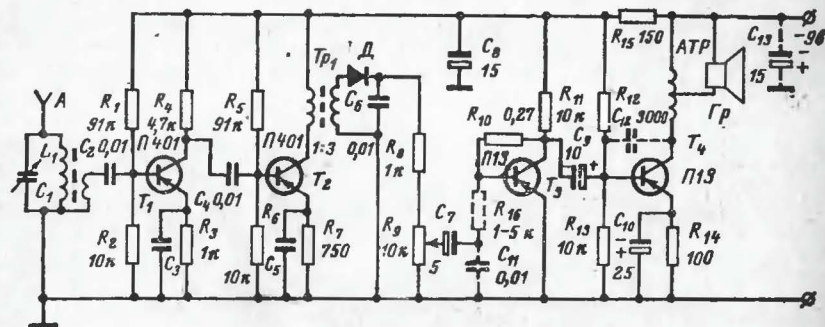 A
L₁
C₁
R₁
91к
R₄
4,7к
C₂ 0,01
П401
T₁
R₂
10к
C₃
R₃
1к
C₄ 0,01
R₅
91к
П401
T₂
R₆
10к
C₅
R₇
750
Тр₁
1:3
Д
C₆
0,01
R₈
1к
R₉
10к
C₇
5
C₈
15
R₁₀
0,27
П13
R₁₆
1-5 к
C₁₁
0,01
T₃
R₁₁
10к
C₉
10
+
R₁₅ 150
R₁₂
C₁₂ 3000
R₁₃
10к
C₁₀
-
+
25
АТР
Гр
T₄
П13
R₁₄
100
C₁₃
15
-
+
-9в